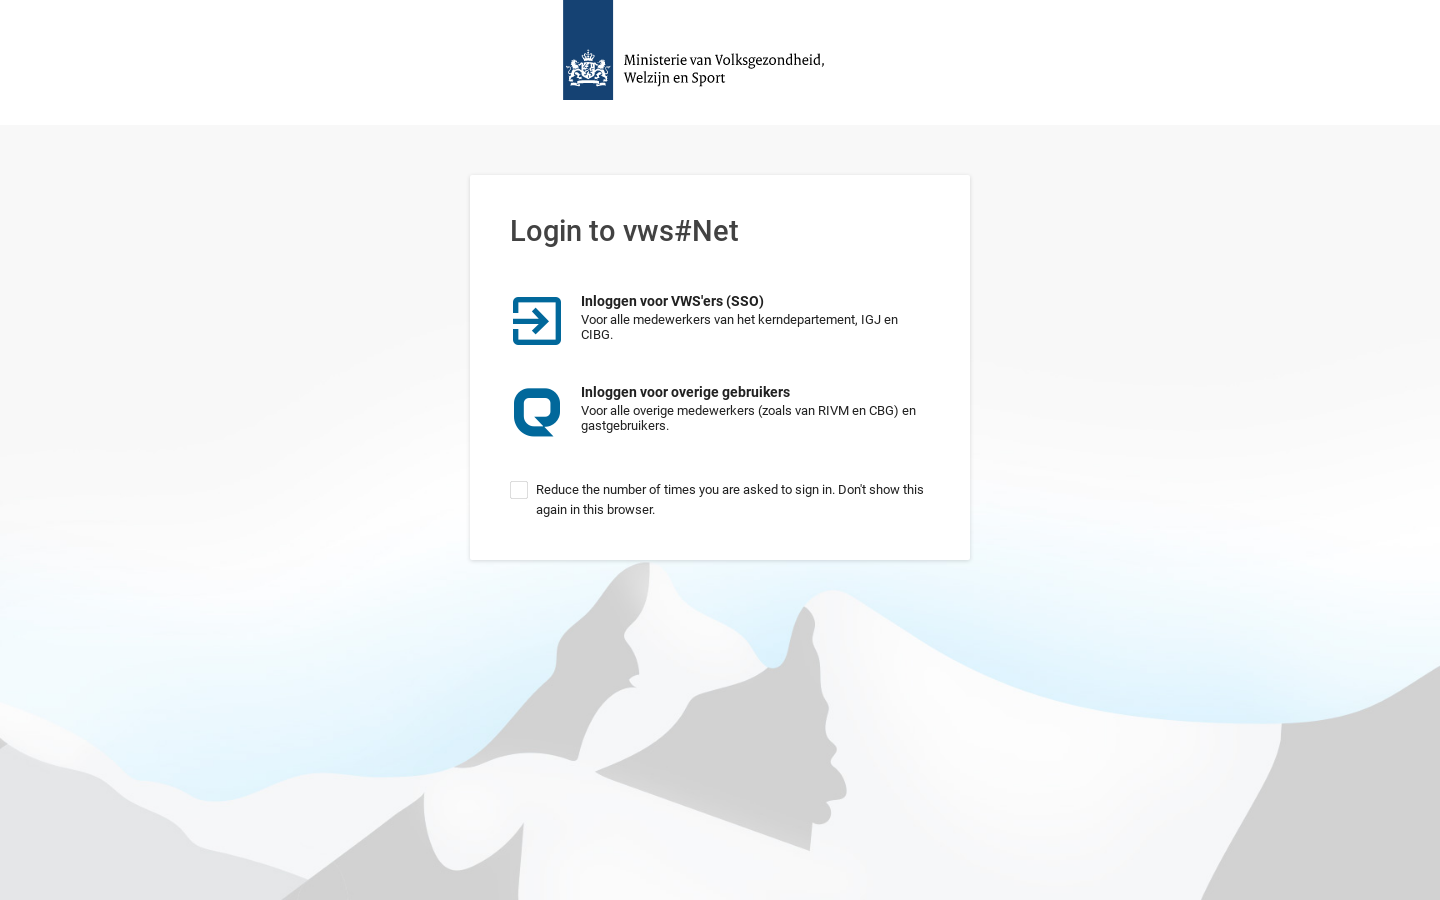 Ministerie van Volksgezondheid,
Welzijn en Sport
Login to vws#Net
Inloggen voor VWS'ers (SSO)
Voor alle medewerkers van het kerndepartement, IGJ en
CIBG.
Inloggen voor overige gebruikers
Voor alle overige medewerkers (zoals van RIVM en CBG) en
gastgebruikers.
Reduce the number of times you are asked to sign in. Don't show this
again in this browser.